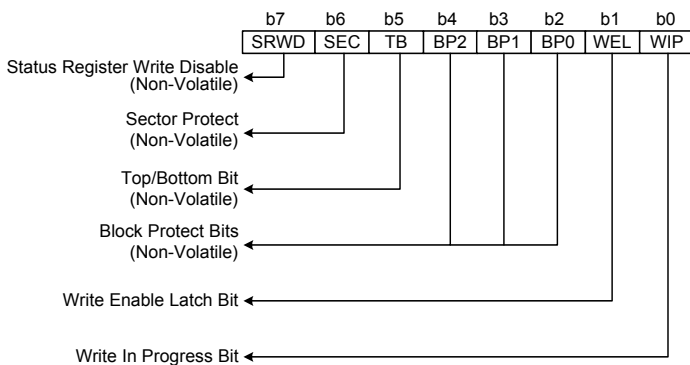 b7 b6 b5 b4 b3 b2 b1 b0
SRWD SEC TB BP2 BP1 BP0 WEL WIP
Status Register Write Disable
(Non-Volatile)
Sector Protect
(Non-Volatile)
Top/Bottom Bit
(Non-Volatile)
Block Protect Bits
(Non-Volatile)
Write Enable Latch Bit
Write In Progress Bit